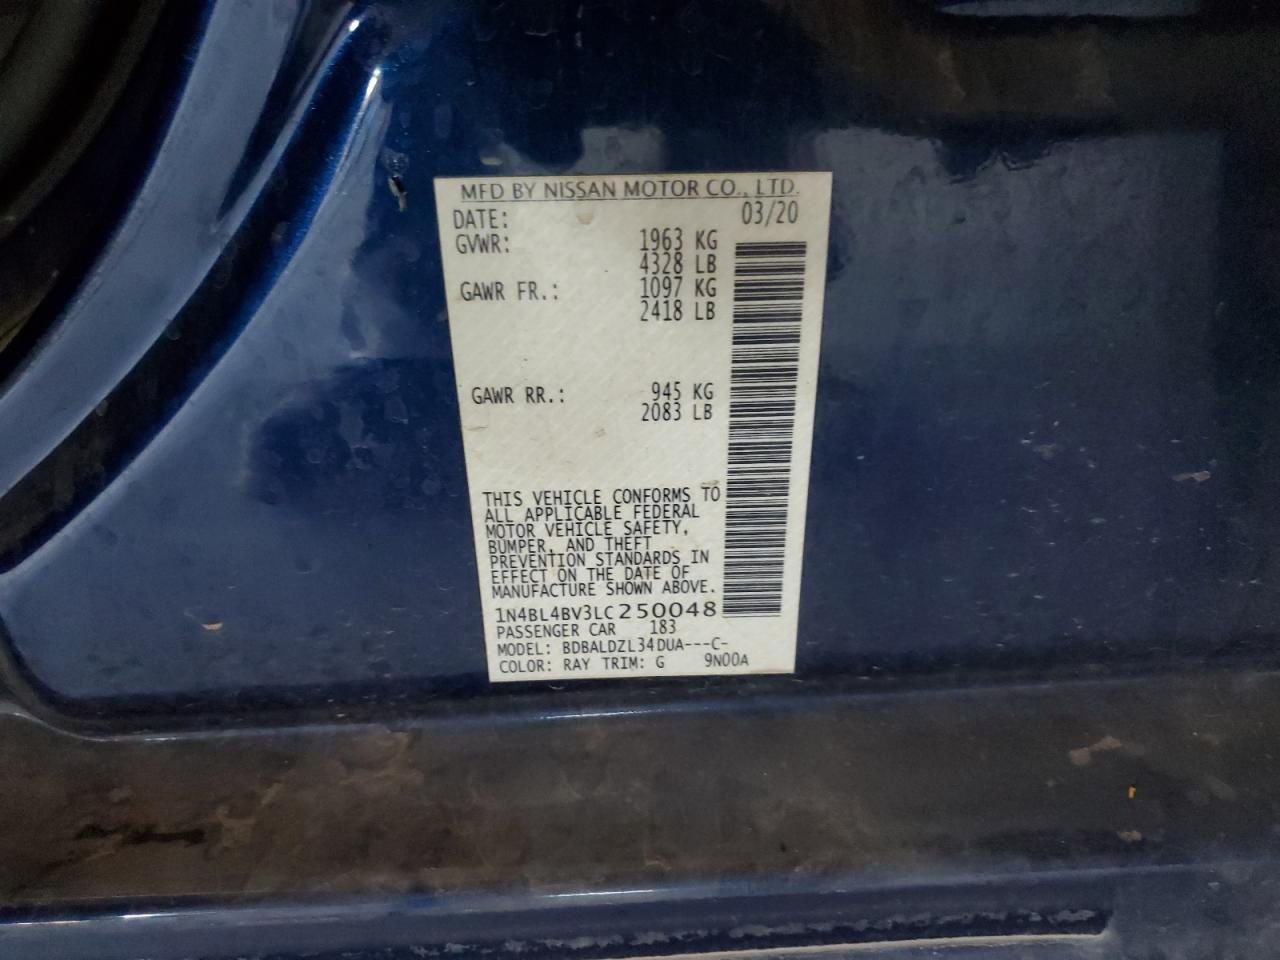 MFD BY NISSAN MOTOR CO., LTD.
DATE: 03/20
GVWR: 1963 KG
4328 LB
GAWR FR.: 1097 KG
2418 LB
GAWR RR.: 945 KG
2083 LB
THIS VEHICLE CONFORMS TO
ALL APPLICABLE FEDERAL
MOTOR VEHICLE SAFETY,
BUMPER, AND THEFT
PREVENTION STANDARDS IN
EFFECT ON THE DATE OF
MANUFACTURE SHOWN ABOVE.
1N4BL4BV3LC250048
PASSENGER CAR 183
MODEL: BDBALDZL34DUA---C-
COLOR: RAY TRIM: G 9N00A